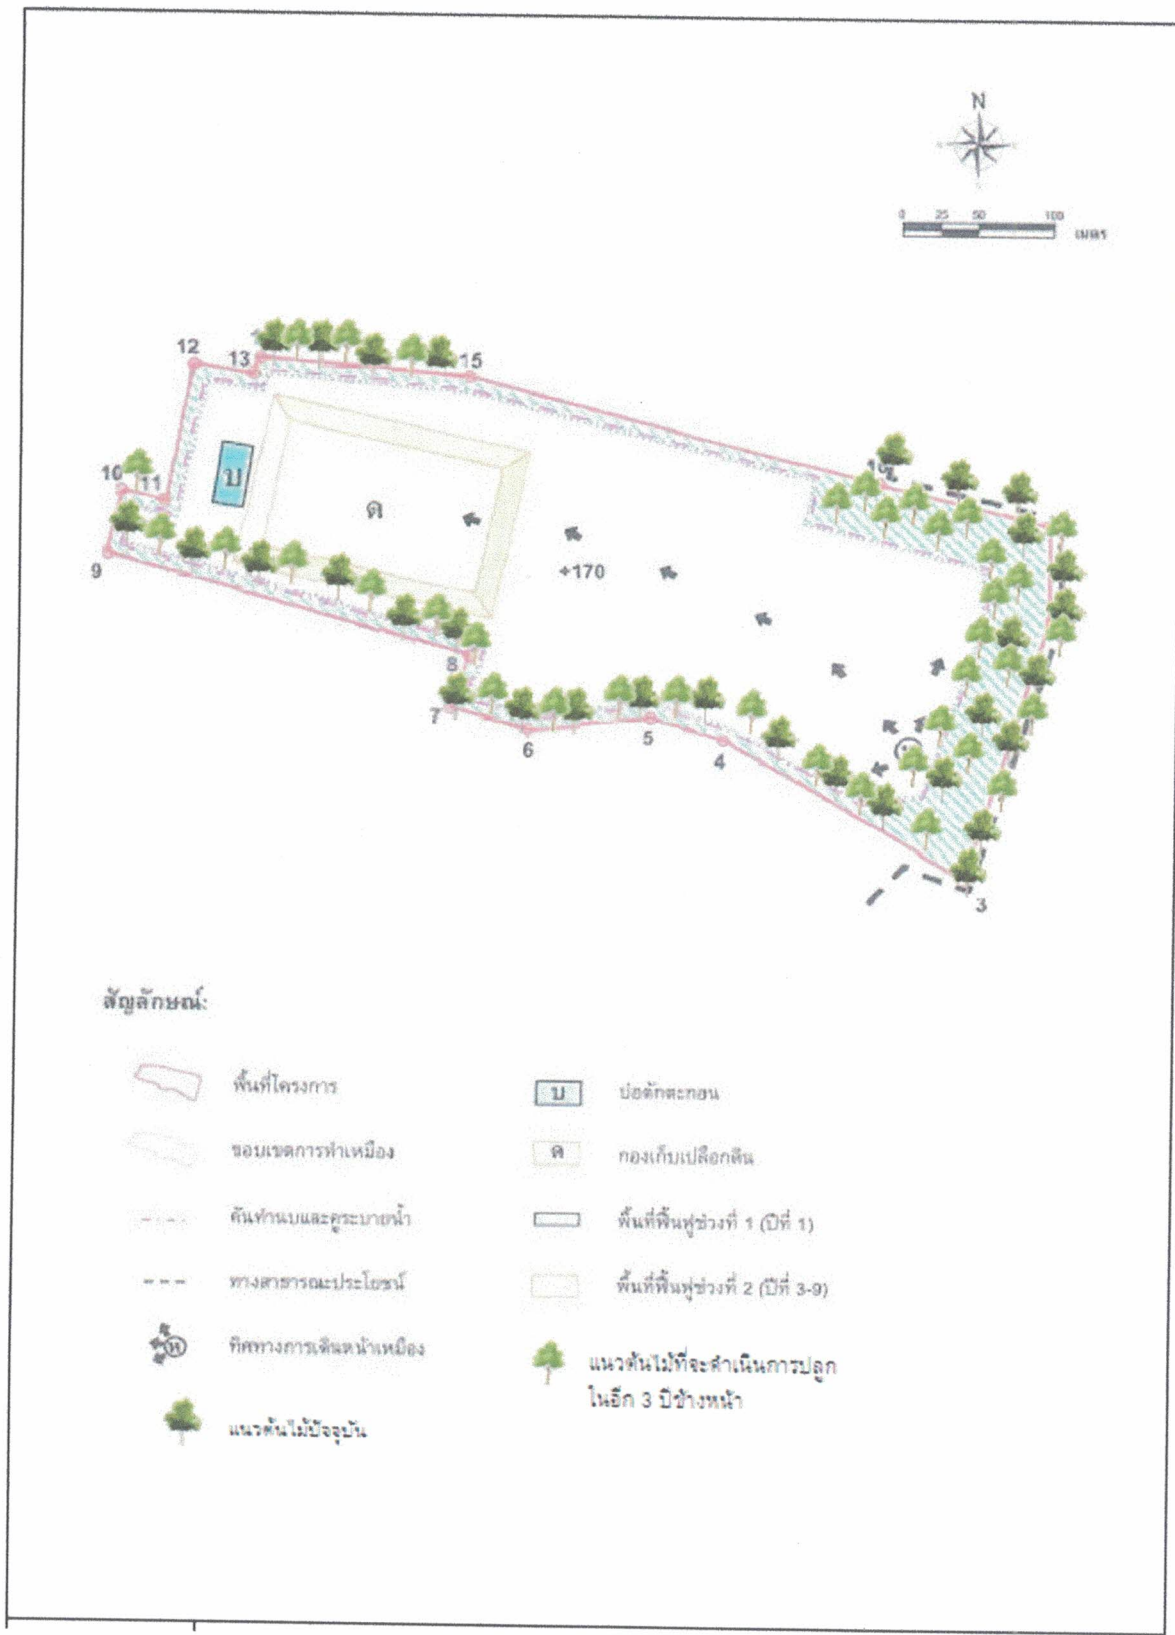 N
0 25 50 100
เมตร
12
13
15
10
11
บ
ด
+170
9
8
7
6
5
4
3
สัญลักษณ์:
พื้นที่โครงการ
บ
บ่อดักตะกอน
ขอบเขตการทำเหมือง
ด
กองเก็บเปลือกดิน
คันทำนบและคูระบายน้ำ
พื้นที่ฟื้นฟูช่วงที่ 1 (ปีที่ 1)
ทางสาธารณะประโยชน์
พื้นที่ฟื้นฟูช่วงที่ 2 (ปีที่ 3-9)
ห
ทิศทางการเดินหน้าเหมือง
แนวต้นไม้ที่จะดำเนินการปลูก
ในอีก 3 ปีข้างหน้า
แนวต้นไม้ปัจจุบัน